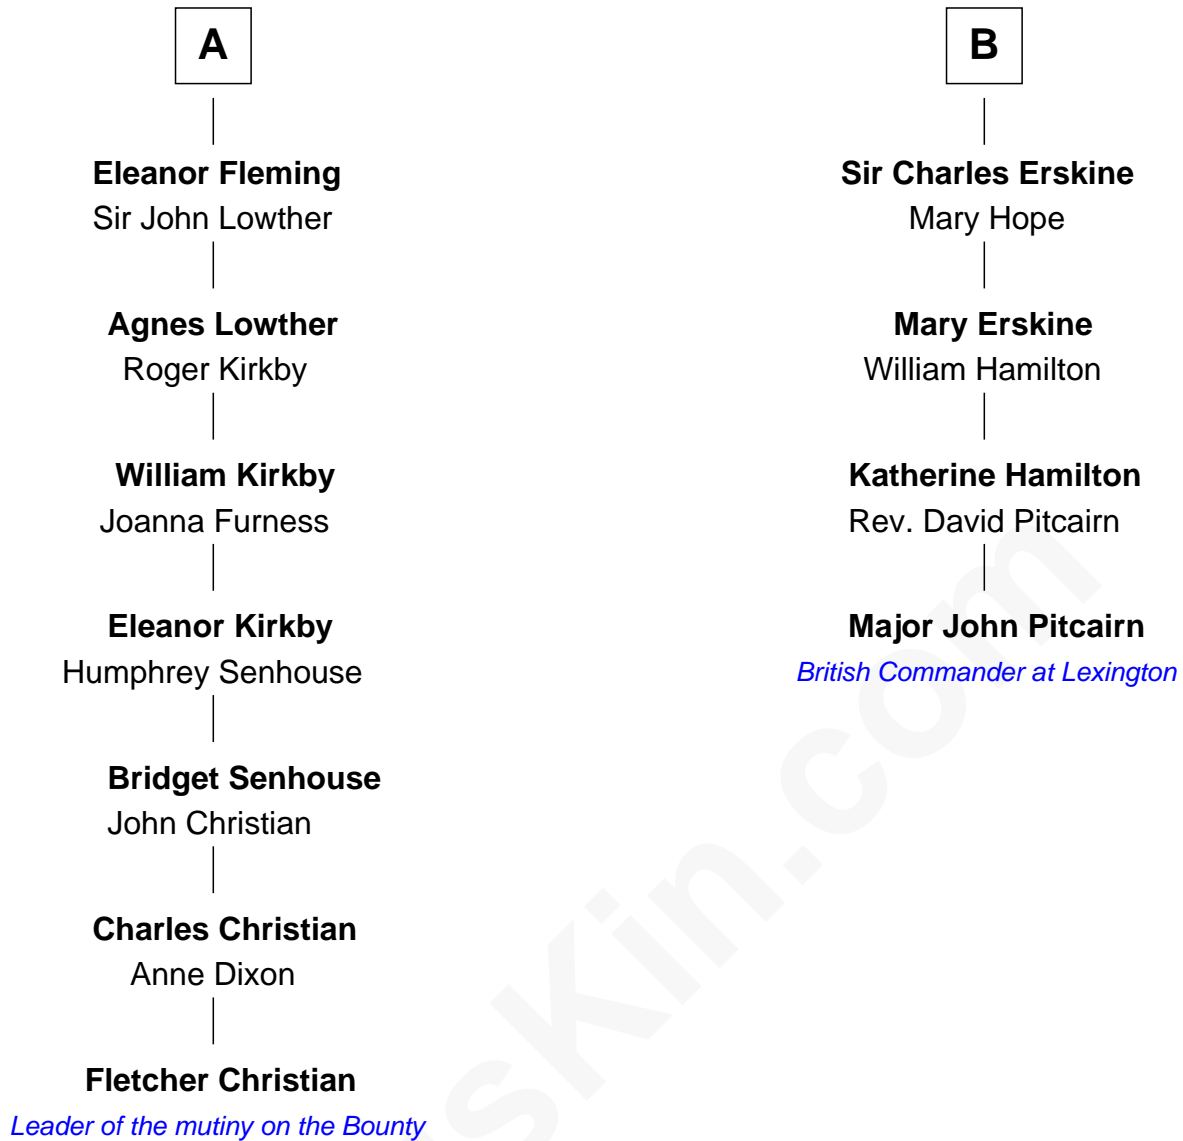 A
Eleanor Fleming
Sir John Lowther
Agnes Lowther
Roger Kirkby
William Kirkby
Joanna Furness
Eleanor Kirkby
Humphrey Senhouse
Bridget Senhouse
John Christian
Charles Christian
Anne Dixon
Fletcher Christian
Leader of the mutiny on the Bounty
B
Sir Charles Erskine
Mary Hope
Mary Erskine
William Hamilton
Katherine Hamilton
Rev. David Pitcairn
Major John Pitcairn
British Commander at Lexington